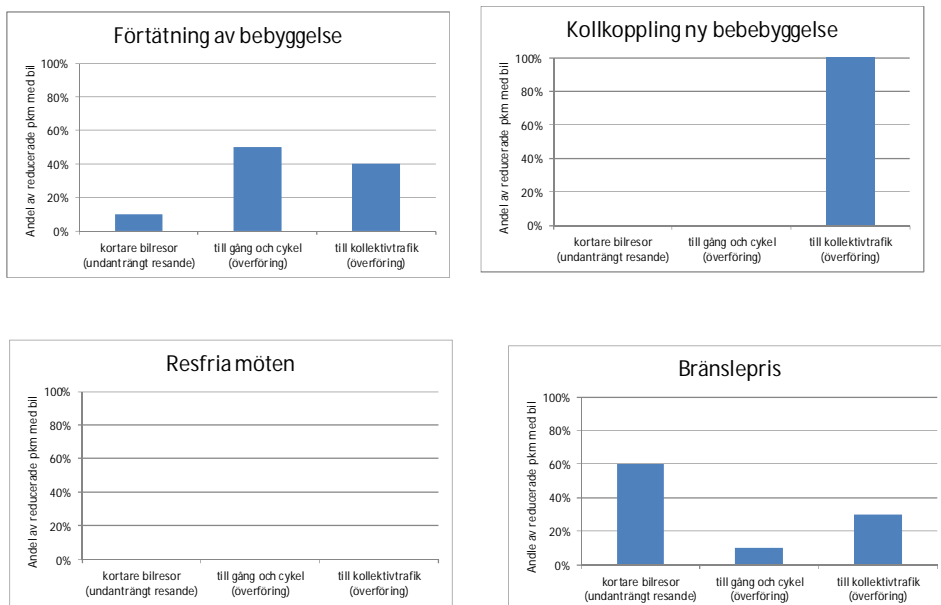 Förtätning av bebyggelse
Andel av reducerade pkm med bil
100%
80%
60%
40%
20%
0%
kortare bilresor
(undanträngt resande)
till gång och cykel
(överföring)
till kollektivtrafik
(överföring)
Kollkoppling ny bebebyggelse
Andel av reducerade pkm med bil
100%
80%
60%
40%
20%
0%
kortare bilresor
(undanträngt resande)
till gång och cykel
(överföring)
till kollektivtrafik
(överföring)
Resfria möten
Andel av reducerade pkm med bil
100%
80%
60%
40%
20%
0%
kortare bilresor
(undanträngt resande)
till gång och cykel
(överföring)
till kollektivtrafik
(överföring)
Bränslepris
Andle av reducerade pkm med bil
100%
80%
60%
40%
20%
0%
kortare bilresor
(undanträngt resande)
till gång och cykel
(överföring)
till kollektivtrafik
(överföring)